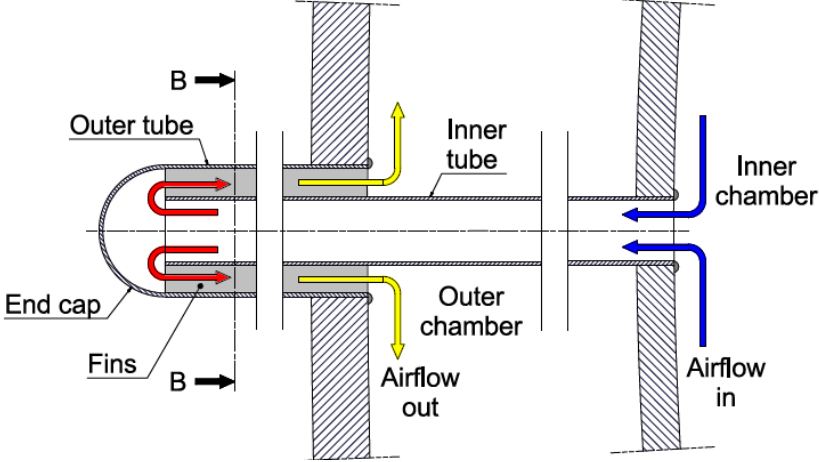 B
Outer tube
Inner
tube
Inner
chamber
End cap
Outer
chamber
Fins
B
Airflow
out
Airflow
in